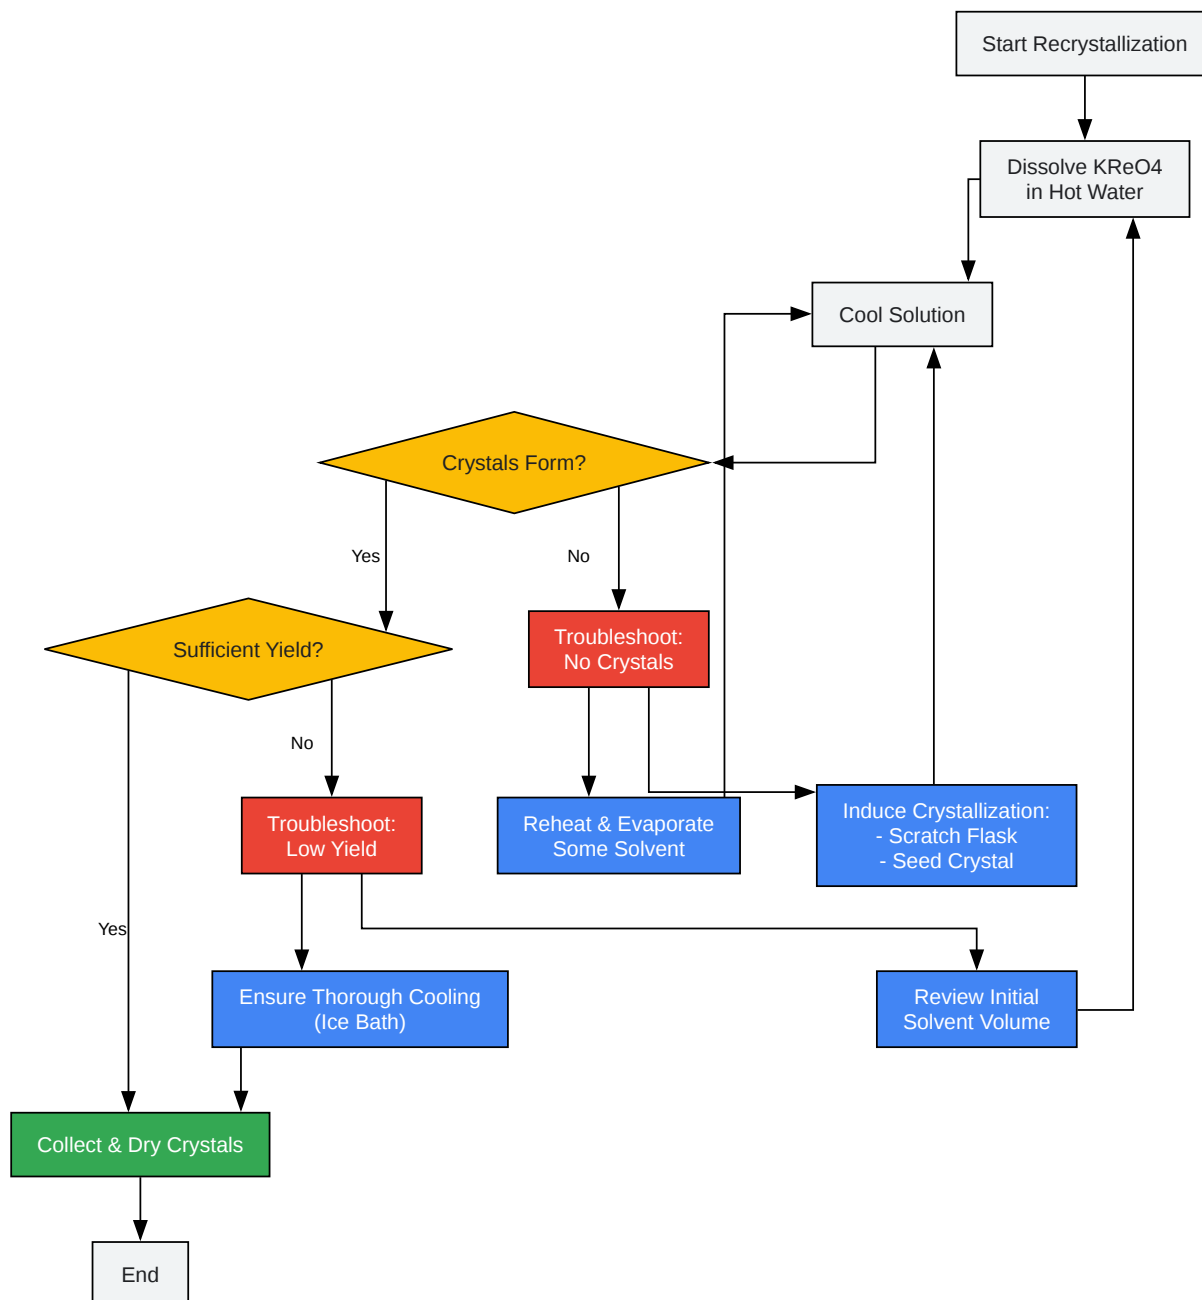 Start Recrystallization
Dissolve KReO4
in Hot Water
Cool Solution
Crystals Form?
Yes
No
Sufficient Yield?
Troubleshoot:
No Crystals
No
Troubleshoot:
Low Yield
Reheat & Evaporate
Some Solvent
Induce Crystallization:
- Scratch Flask
- Seed Crystal
Yes
Ensure Thorough Cooling
(Ice Bath)
Review Initial
Solvent Volume
Collect & Dry Crystals
End